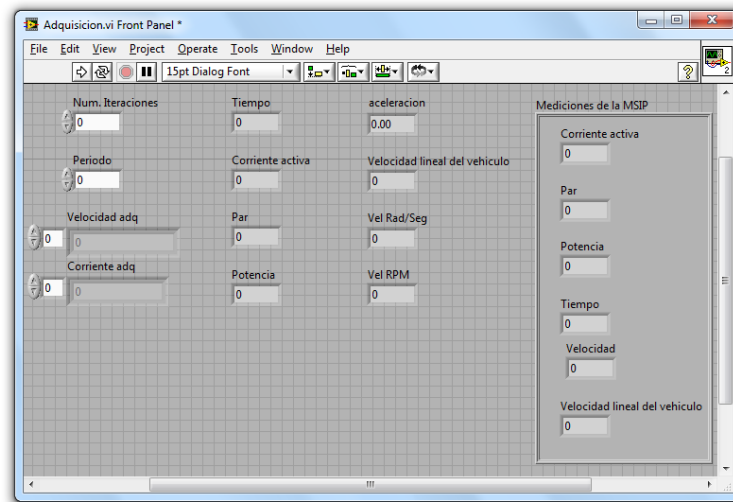 Adquisicion.vi Front Panel *
File Edit View Project Operate Tools Window Help
15pt Dialog Font
?
2
Num. Iteraciones Tiempo aceleracion Mediciones de la MSIP
0 0 0.00
Corriente activa
0
Periodo Corriente activa Velocidad lineal del vehiculo
0 0 0
Par
0
Velocidad adq Par Vel Rad/Seg
0 0 0 0
Potencia
0
Corriente adq Potencia Vel RPM
0 0 0 0
Tiempo
0
Velocidad
0
Velocidad lineal del vehiculo
0